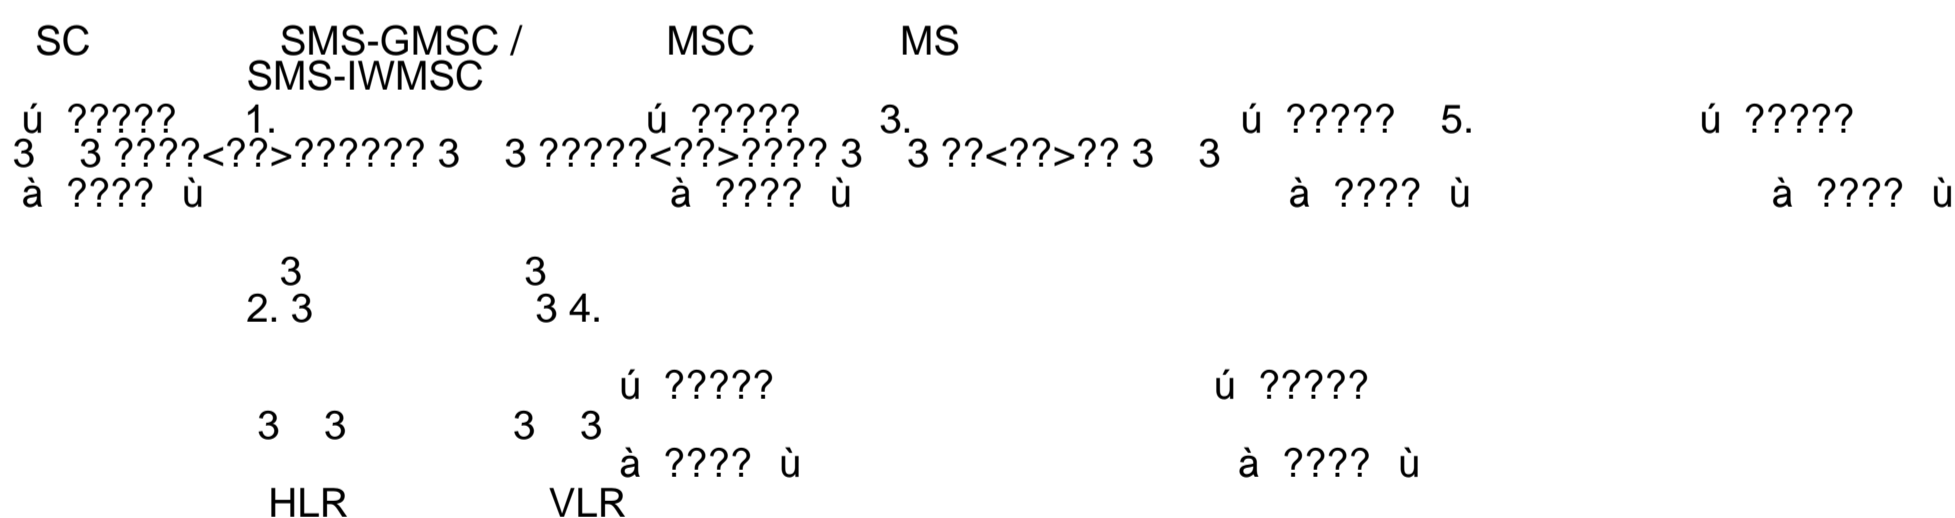 SC SMS-GMSC / MSC MS
SMS-IWMSC
ú ????? 1. ú ????? 3. ú ????? 5. ú ?????
3 3 ????<??>?????? 3 3 ?????<??>???? 3 3 ??<??>?? 3 3
à ???? ù à ???? ù à ???? ù à ???? ù
3 3
2. 3 3 4.
ú ????? ú ?????
3 3 3 3
à ???? ù à ???? ù
HLR VLR